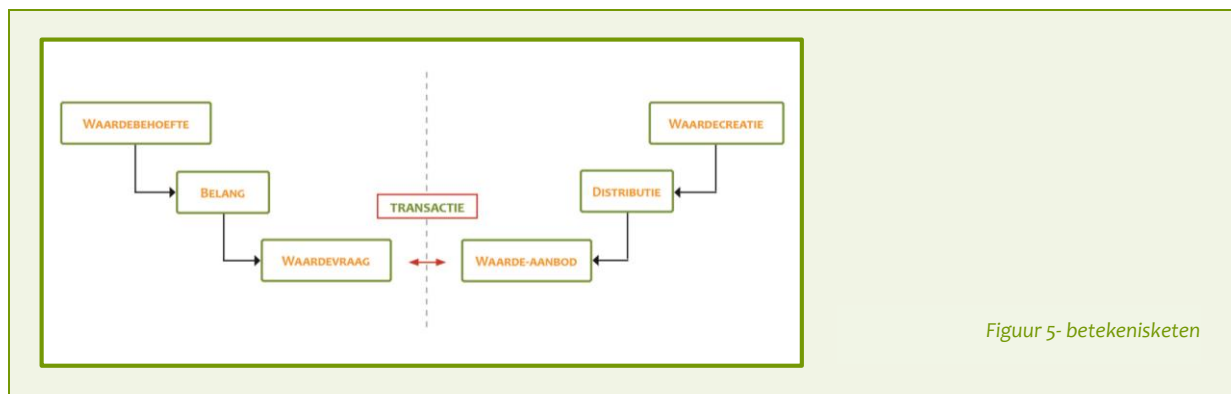 WAARDEBEHOEFTE
WAARDECREATIE
BELANG
DISTRIBUTIE
TRANSACTIE
WAARDEVRAAG
WAARDE-AANBOD
Figuur 5- betekenisketen